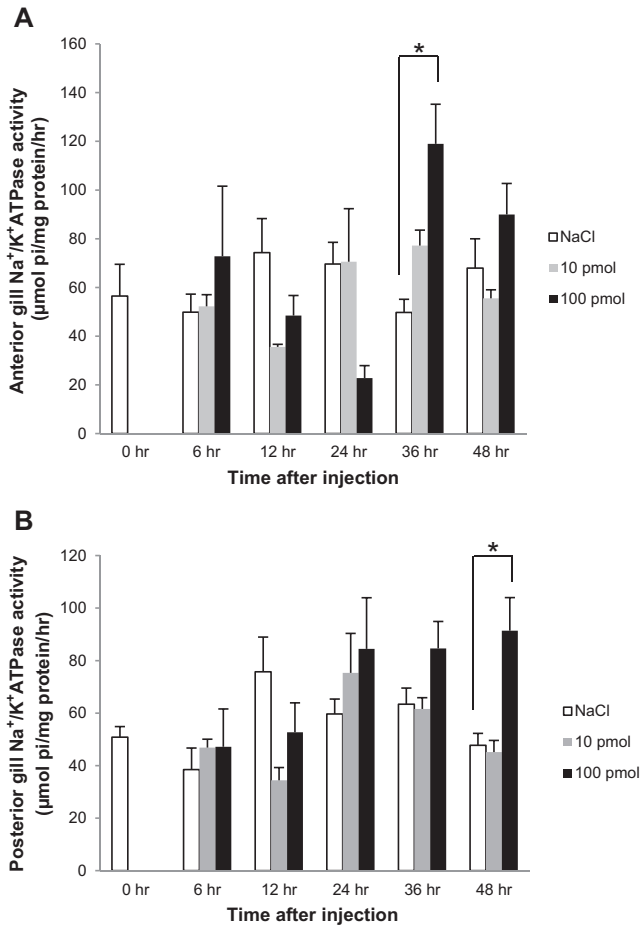 A
Anterior gill Na⁺/K⁺ATPase activity
(μmol pi/mg protein/hr)
160
140
120
100
80
60
40
20
0
*
NaCl
10 pmol
100 pmol
0 hr 6 hr 12 hr 24 hr 36 hr 48 hr
Time after injection
B
Posterior gill Na⁺/K⁺ATPase activity
(μmol pi/mg protein/hr)
120
100
80
60
40
20
0
*
NaCl
10 pmol
100 pmol
0 hr 6 hr 12 hr 24 hr 36 hr 48 hr
Time after injection